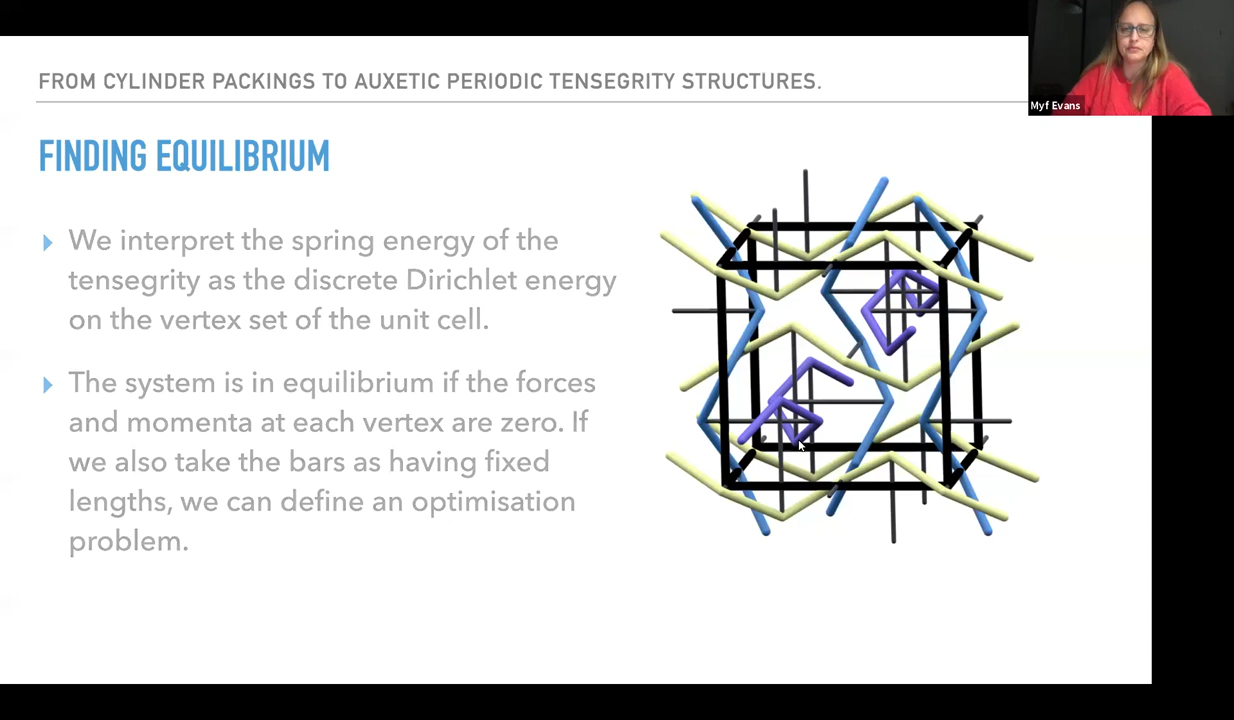 FROM CYLINDER PACKINGS TO AUXETIC PERIODIC TENSEGRITY STRUCTURES.
Myf Evans
FINDING EQUILIBRIUM
We interpret the spring energy of the
tensegrity as the discrete Dirichlet energy
on the vertex set of the unit cell.
The system is in equilibrium if the forces
and momenta at each vertex are zero. If
we also take the bars as having fixed
lengths, we can define an optimisation
problem.